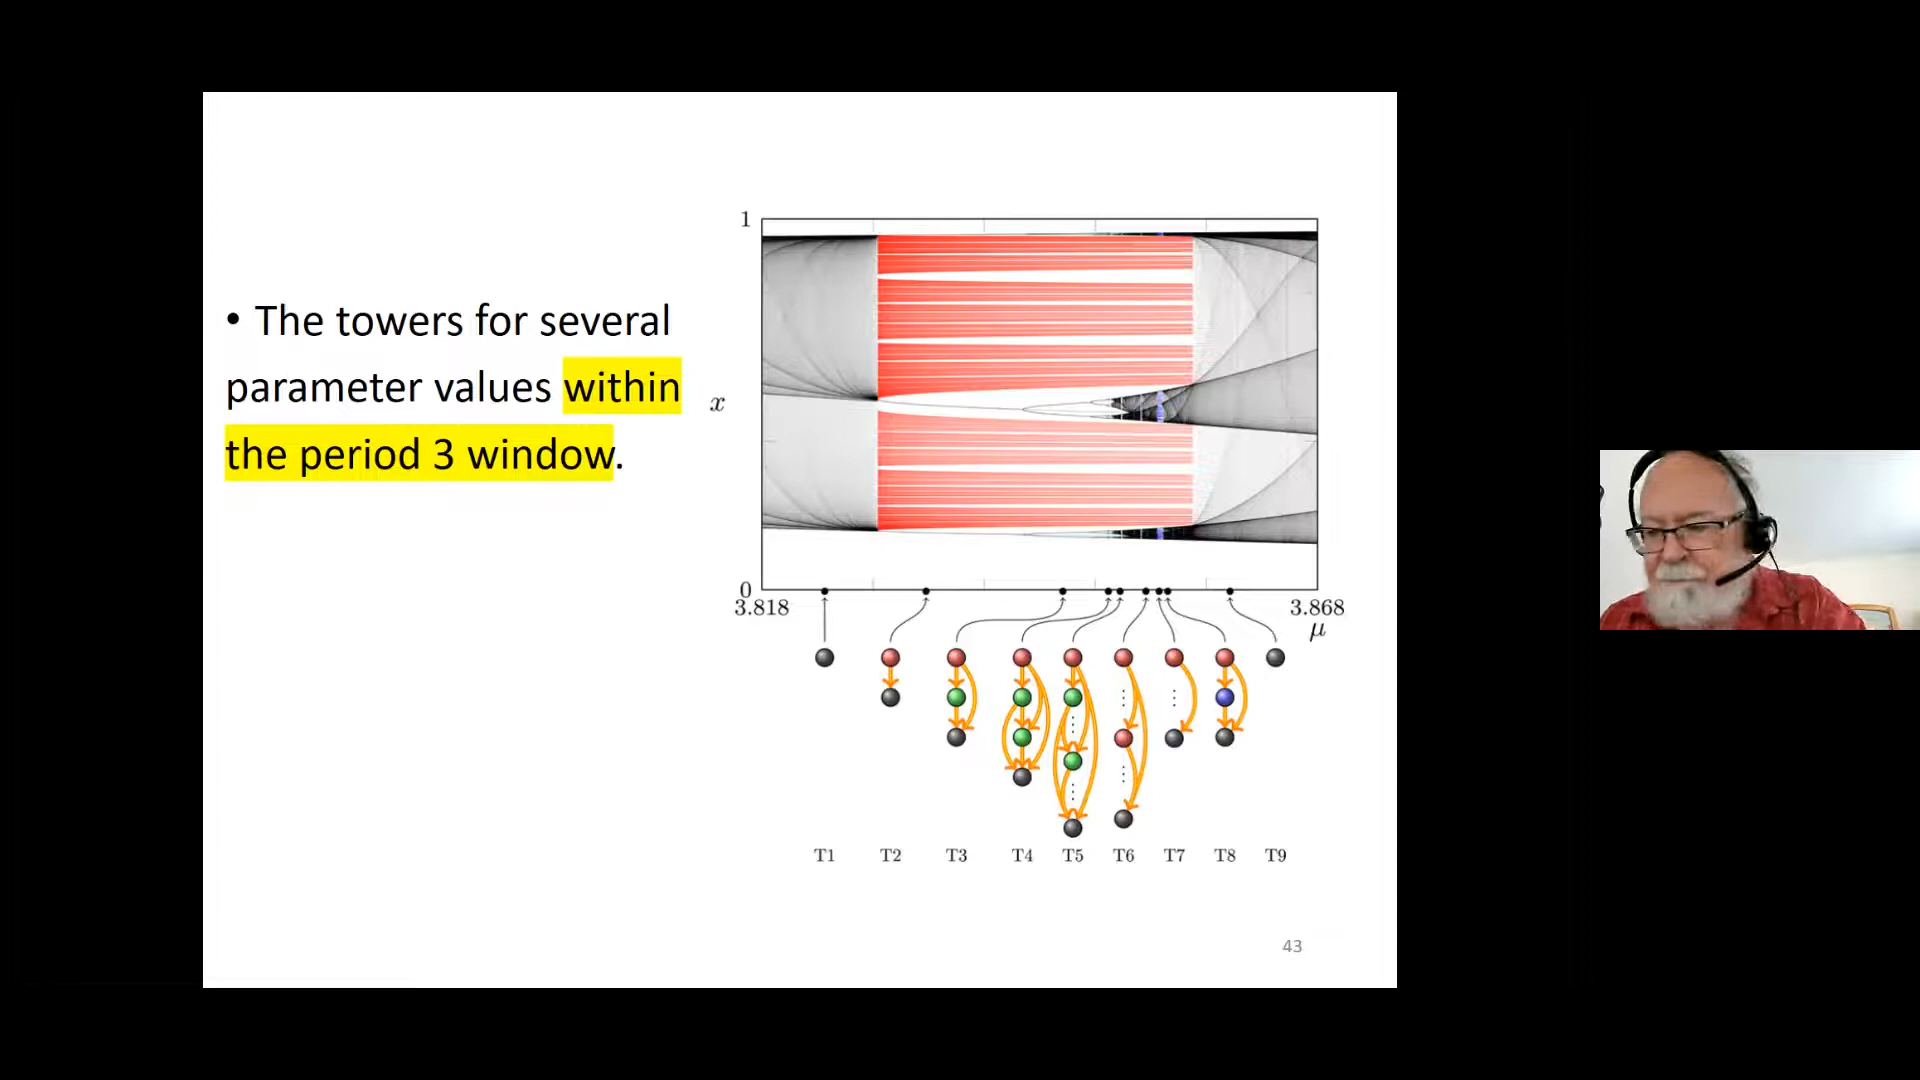 • The towers for several
parameter values within
the period 3 window.
1
x
0
3.818
3.868
μ
T1 T2 T3 T4 T5 T6 T7 T8 T9
43